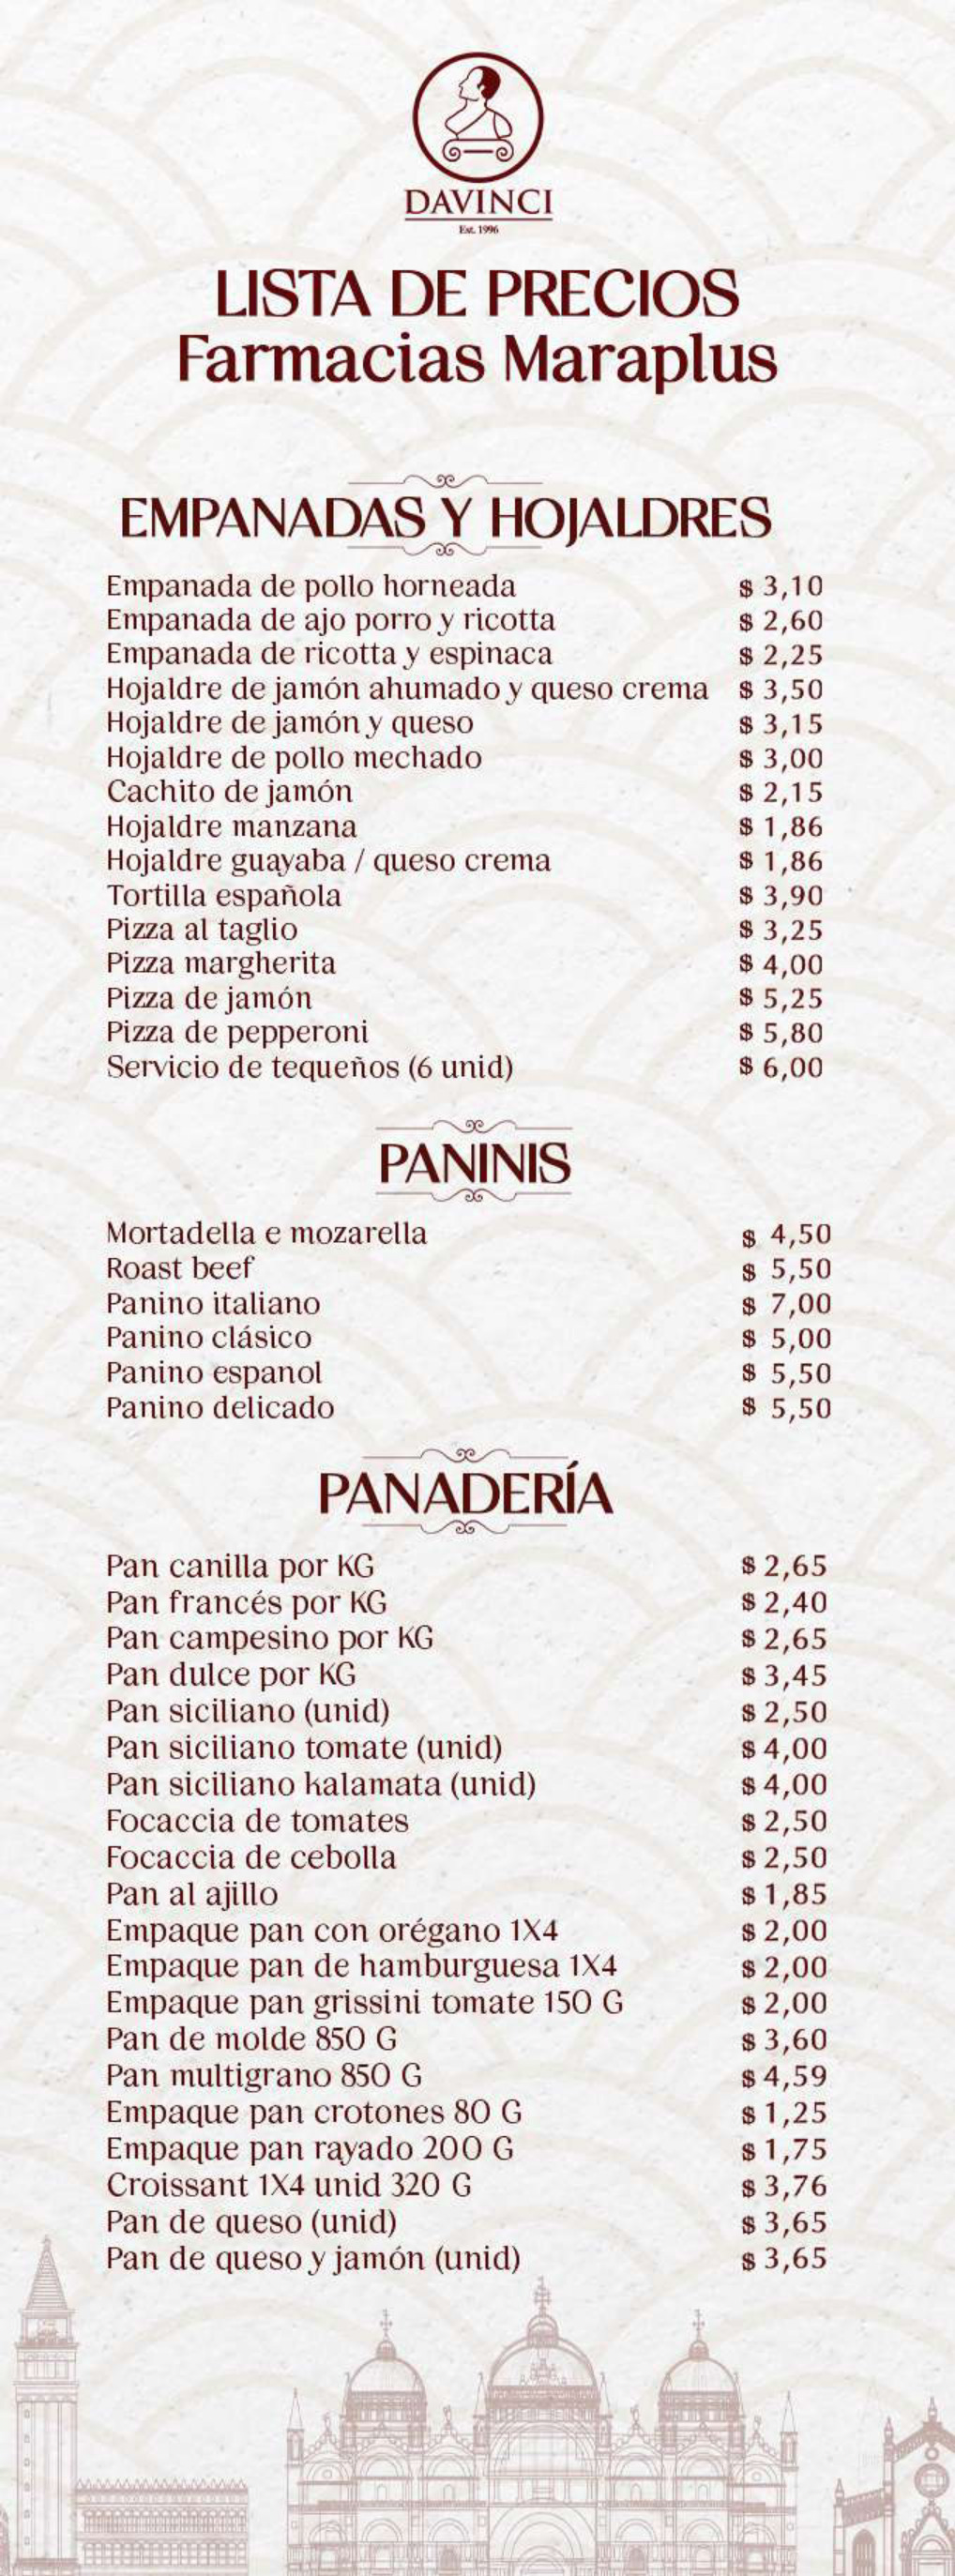 DAVINCI
Est. 1996
LISTA DE PRECIOS
Farmacias Maraplus
EMPANADAS Y HOJALDRES
Empanada de pollo horneada $ 3,10
Empanada de ajo porro y ricotta $ 2,60
Empanada de ricotta y espinaca $ 2,25
Hojaldre de jamón ahumado y queso crema $ 3,50
Hojaldre de jamón y queso $ 3,15
Hojaldre de pollo mechado $ 3,00
Cachito de jamón $ 2,15
Hojaldre manzana $ 1,86
Hojaldre guayaba / queso crema $ 1,86
Tortilla española $ 3,90
Pizza al taglio $ 3,25
Pizza margherita $ 4,00
Pizza de jamón $ 5,25
Pizza de pepperoni $ 5,80
Servicio de tequeños (6 unid) $ 6,00
PANINIS
Mortadella e mozarella $ 4,50
Roast beef $ 5,50
Panino italiano $ 7,00
Panino clásico $ 5,00
Panino espanol $ 5,50
Panino delicado $ 5,50
PANADERÍA
Pan canilla por KG $ 2,65
Pan francés por KG $ 2,40
Pan campesino por KG $ 2,65
Pan dulce por KG $ 3,45
Pan siciliano (unid) $ 2,50
Pan siciliano tomate (unid) $ 4,00
Pan siciliano kalamata (unid) $ 4,00
Focaccia de tomates $ 2,50
Focaccia de cebolla $ 2,50
Pan al ajillo $ 1,85
Empaque pan con orégano 1X4 $ 2,00
Empaque pan de hamburguesa 1X4 $ 2,00
Empaque pan grissini tomate 150 G $ 2,00
Pan de molde 850 G $ 3,60
Pan multigrano 850 G $ 4,59
Empaque pan crotones 80 G $ 1,25
Empaque pan rayado 200 G $ 1,75
Croissant 1X4 unid 320 G $ 3,76
Pan de queso (unid) $ 3,65
Pan de queso y jamón (unid) $ 3,65